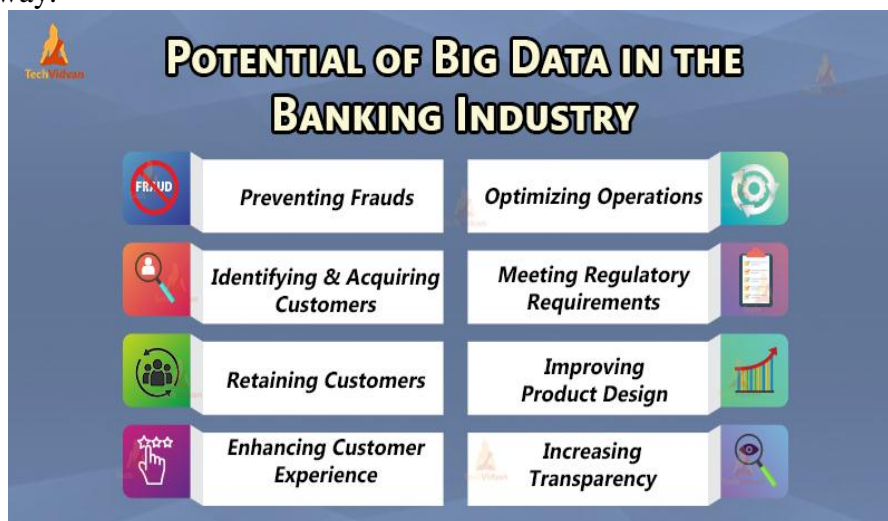 way.
TechVidvan
POTENTIAL OF BIG DATA IN THE
BANKING INDUSTRY
FRAUD
Preventing Frauds
Optimizing Operations
Identifying & Acquiring
Customers
Meeting Regulatory
Requirements
Retaining Customers
Improving
Product Design
Enhancing Customer
Experience
Increasing
Transparency